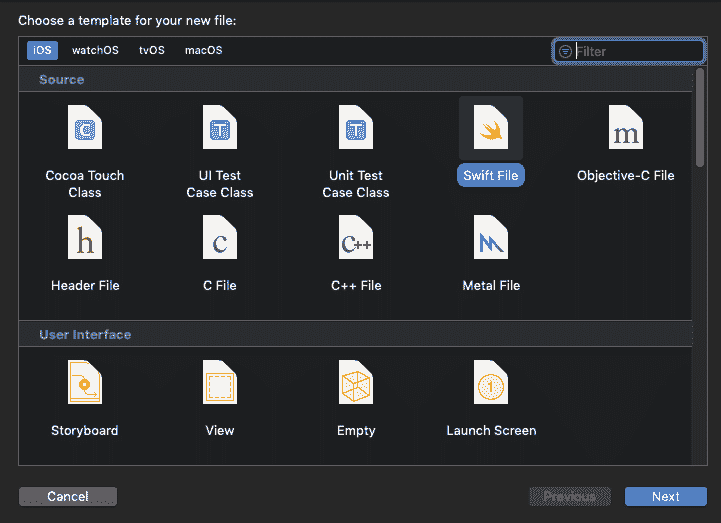 Choose a template for your new file:
iOS watchOS tvOS macOS Filter
Source
C T T m
Cocoa Touch Class
UI Test Case Class
Unit Test Case Class
Swift File
Objective-C File
h c C++
Header File
C File
C++ File
Metal File
User Interface
1
Storyboard
View
Empty
Launch Screen
Cancel Previous Next